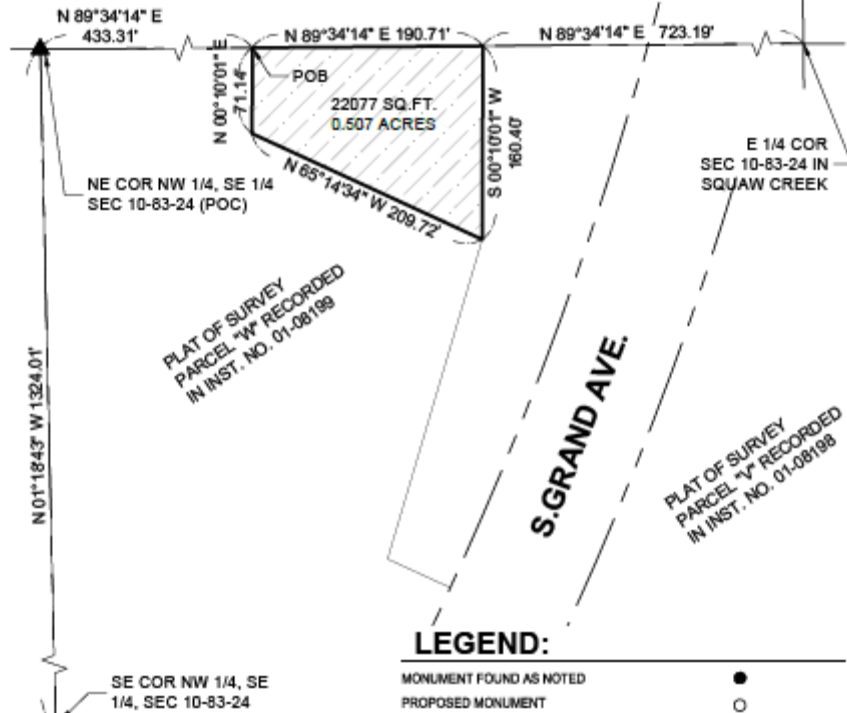 N 89°34'14" E
433.31'
N 89°34'14" E 190.71'
N 89°34'14" E 723.19'
N 00°10'01" E
71.14'
POB
22077 SQ.FT.
0.507 ACRES
S 00°10'01" W
160.40'
N 65°14'34" W 209.72'
NE COR NW 1/4, SE 1/4
SEC 10-83-24 (POC)
E 1/4 COR
SEC 10-83-24 IN
SQUAW CREEK
PLAT OF SURVEY
PARCEL "W" RECORDED
IN INST. NO. 01-08199
N 01°18'43" W 1324.01'
S.GRAND AVE.
PLAT OF SURVEY
PARCEL "V" RECORDED
IN INST. NO. 01-08198
SE COR NW 1/4, SE
1/4, SEC 10-83-24
LEGEND:
MONUMENT FOUND AS NOTED
PROPOSED MONUMENT